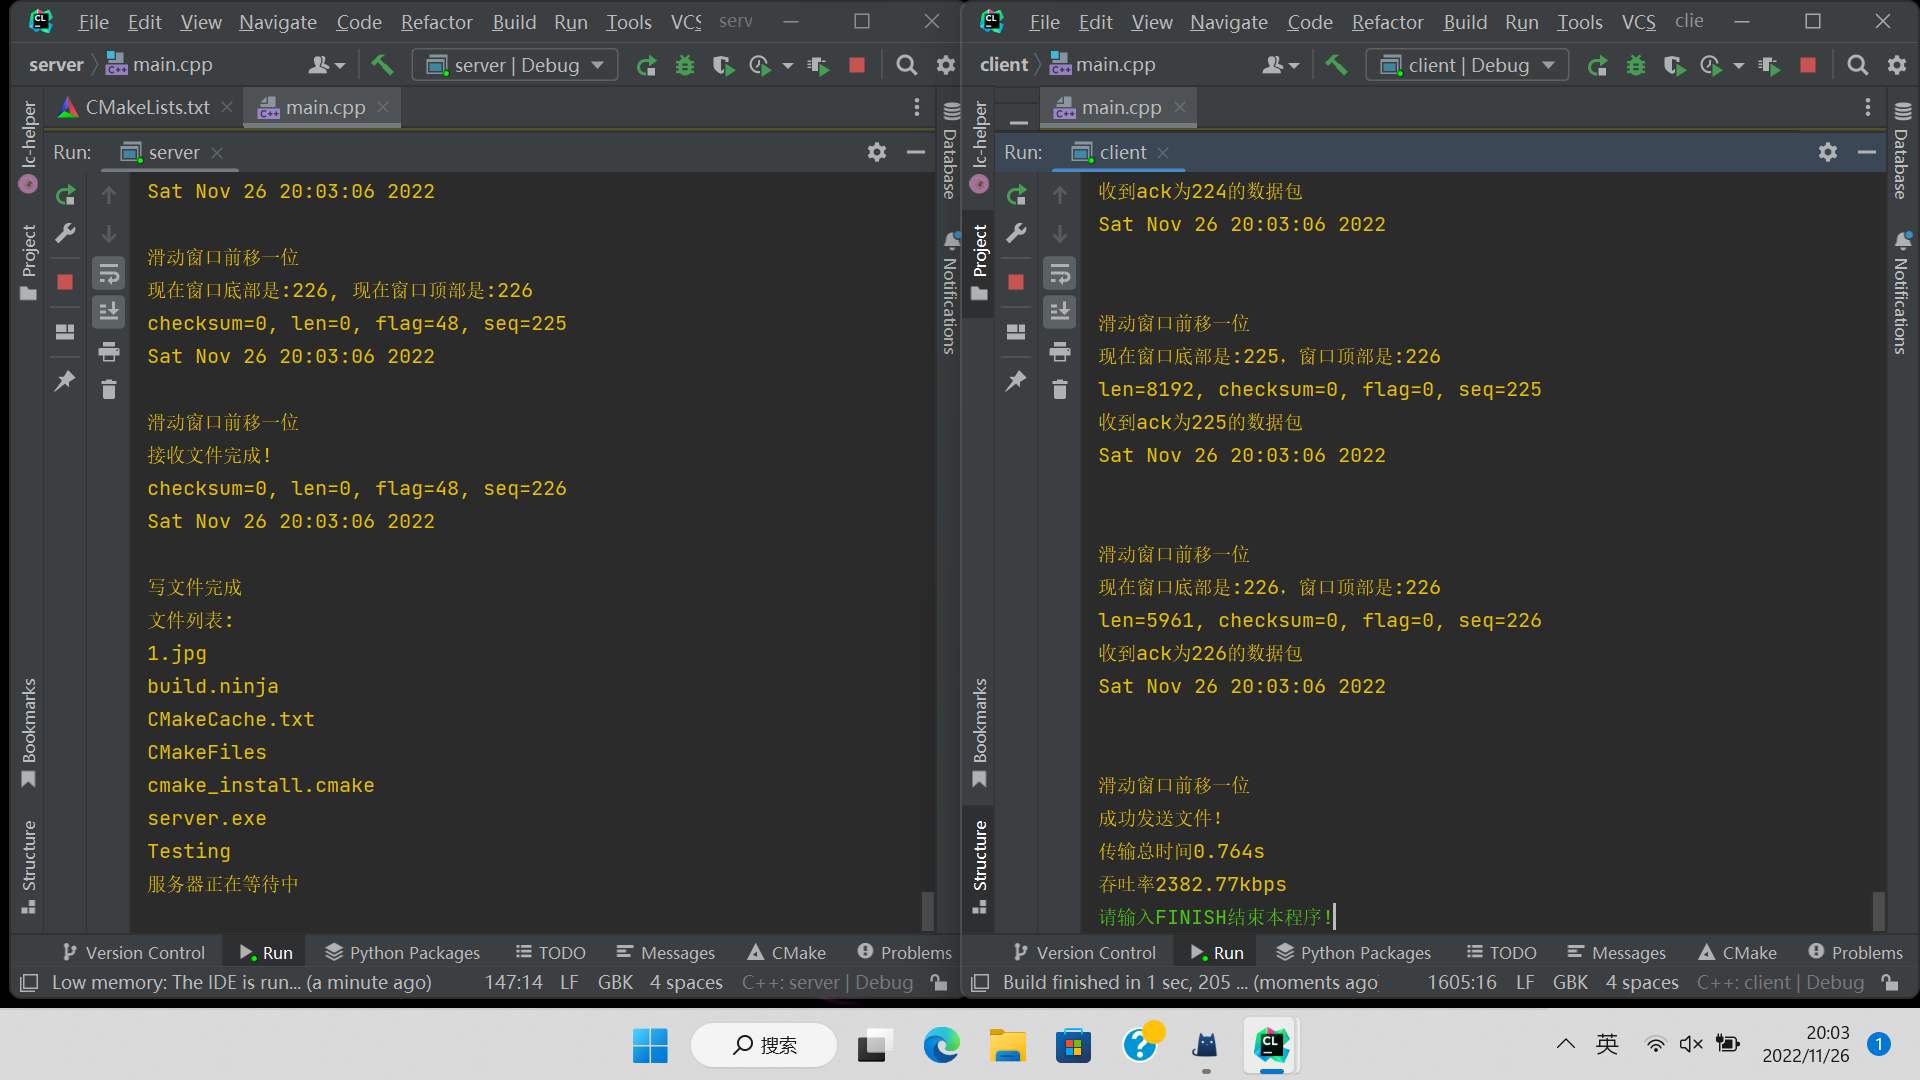 File Edit View Navigate Code Refactor Build Run Tools VCS serv
server main.cpp server | Debug
CMakeLists.txt main.cpp
Run: server
Sat Nov 26 20:03:06 2022
滑动窗口前移一位
现在窗口底部是:226, 现在窗口顶部是:226
checksum=0, len=0, flag=48, seq=225
Sat Nov 26 20:03:06 2022
滑动窗口前移一位
接收文件完成!
checksum=0, len=0, flag=48, seq=226
Sat Nov 26 20:03:06 2022
写文件完成
文件列表:
1.jpg
build.ninja
CMakeCache.txt
CMakeFiles
cmake_install.cmake
server.exe
Testing
服务器正在等待中
lc-helper
Project
Bookmarks
Structure
Database
Notifications
Version Control Run Python Packages TODO Messages CMake Problems
Low memory: The IDE is run... (a minute ago) 147:14 LF GBK 4 spaces C++: server | Debug
File Edit View Navigate Code Refactor Build Run Tools VCS clie
client main.cpp client | Debug
main.cpp
Run: client
收到ack为224的数据包
Sat Nov 26 20:03:06 2022
滑动窗口前移一位
现在窗口底部是:225，窗口顶部是:226
len=8192, checksum=0, flag=0, seq=225
收到ack为225的数据包
Sat Nov 26 20:03:06 2022
滑动窗口前移一位
现在窗口底部是:226，窗口顶部是:226
len=5961, checksum=0, flag=0, seq=226
收到ack为226的数据包
Sat Nov 26 20:03:06 2022
滑动窗口前移一位
成功发送文件!
传输总时间0.764s
吞吐率2382.77kbps
请输入FINISH结束本程序!
lc-helper
Project
Bookmarks
Structure
Database
Notifications
Version Control Run Python Packages TODO Messages CMake Problems
Build finished in 1 sec, 205 ... (moments ago) 1605:16 LF GBK 4 spaces C++: client | Debug
搜索
英
20:03
2022/11/26
1